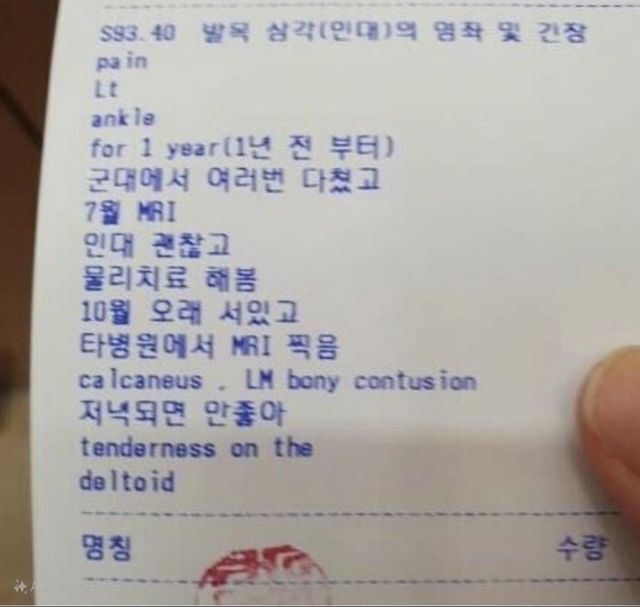 S93.40 발목 삼각(인대)의 염좌 및 긴장
pain
Lt
ankle
for 1 year(1년 전 부터)
군대에서 여러번 다쳤고
7월 MRI
인대 괜찮고
물리치료 해봄
10월 오래 서있고
타병원에서 MRI 찍음
calcaneus . LM bony contusion
저녁되면 안좋아
tenderness on the
deltoid
명칭 수량